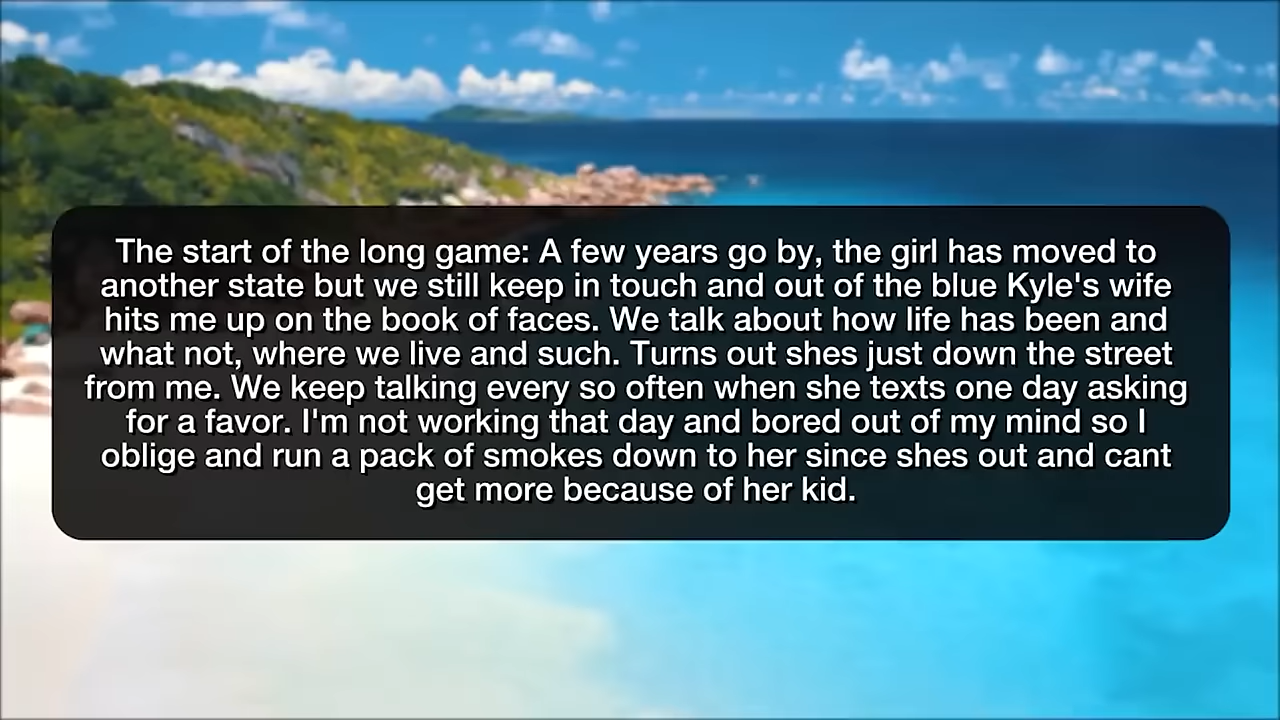 The start of the long game: A few years go by, the girl has moved to
another state but we still keep in touch and out of the blue Kyle's wife
hits me up on the book of faces. We talk about how life has been and
what not, where we live and such. Turns out shes just down the street
from me. We keep talking every so often when she texts one day asking
for a favor. I'm not working that day and bored out of my mind so I
oblige and run a pack of smokes down to her since shes out and cant
get more because of her kid.